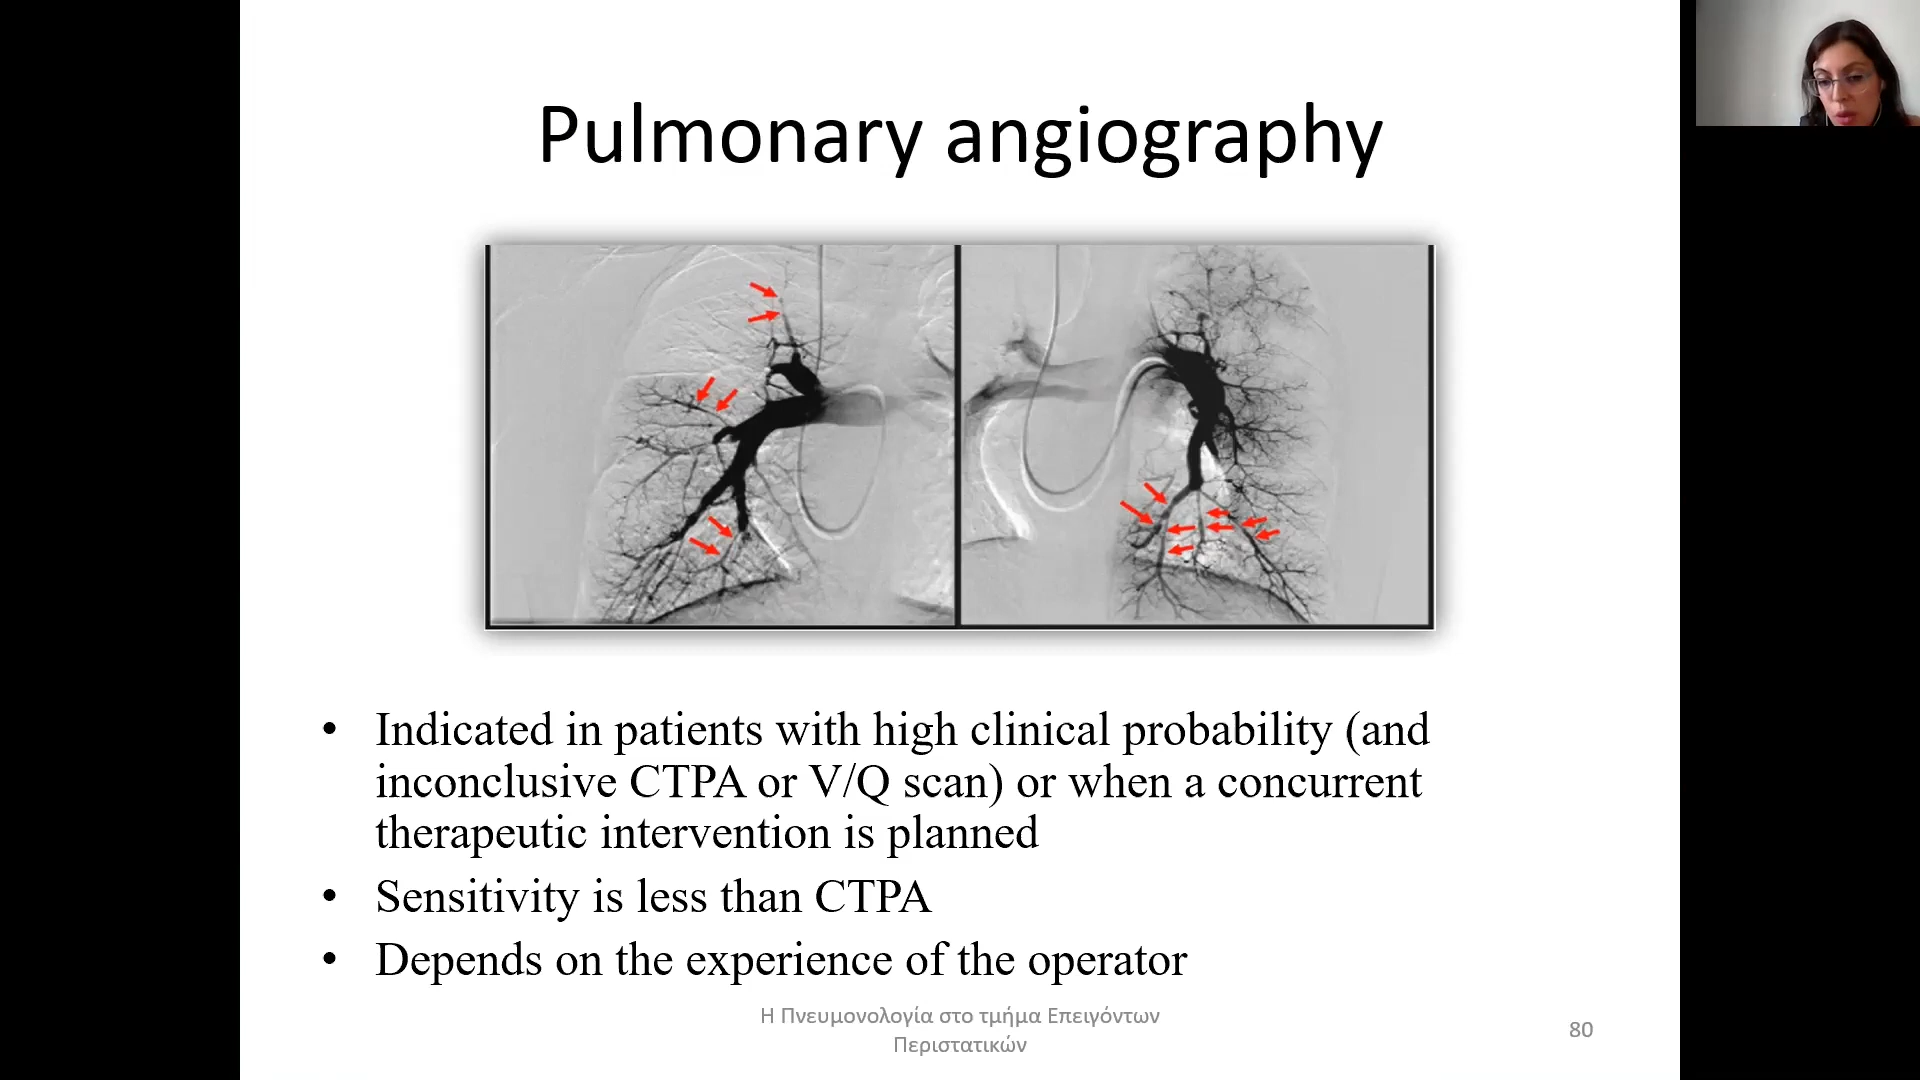 Pulmonary angiography
• Indicated in patients with high clinical probability (and
inconclusive CTPA or V/Q scan) or when a concurrent
therapeutic intervention is planned
• Sensitivity is less than CTPA
• Depends on the experience of the operator
Η Πνευμονολογία στο τμήμα Επειγόντων
Περιστατικών
80